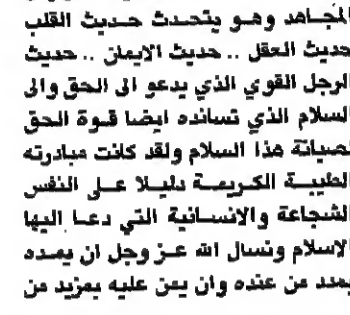 المجاهد وهو يتحدث حديث القلب
حديث العقل .. حديث الايمان .. حديث
الرجل القوي الذي يدعو الى الحق والى
السلام الذي تسانده ايضا قوة الحق
لصيانة هذا السلام ولقد كانت مبادرته
الطيبة الكريمة دليلا على النفس
الشجاعة والانسانية التي دعا اليها
الاسلام ونسال الله عز وجل ان يمده
بمدد من عنده وان يمن عليه بمزيد من